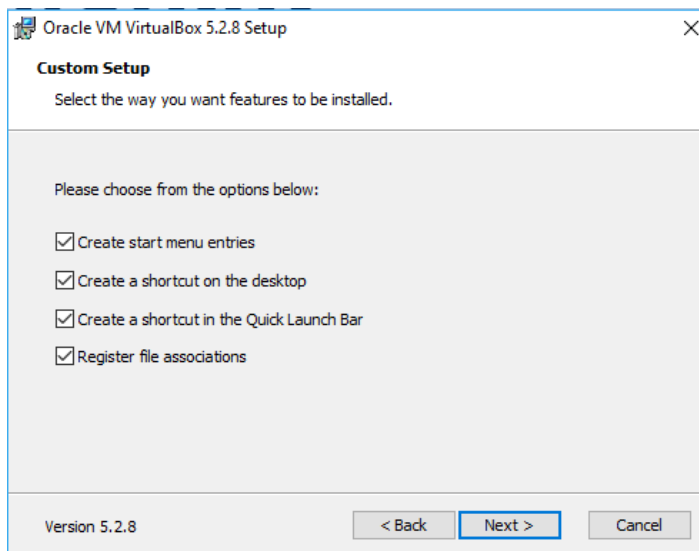 Oracle VM VirtualBox 5.2.8 Setup
Custom Setup
Select the way you want features to be installed.
Please choose from the options below:
Create start menu entries
Create a shortcut on the desktop
Create a shortcut in the Quick Launch Bar
Register file associations
Version 5.2.8
< Back
Next >
Cancel